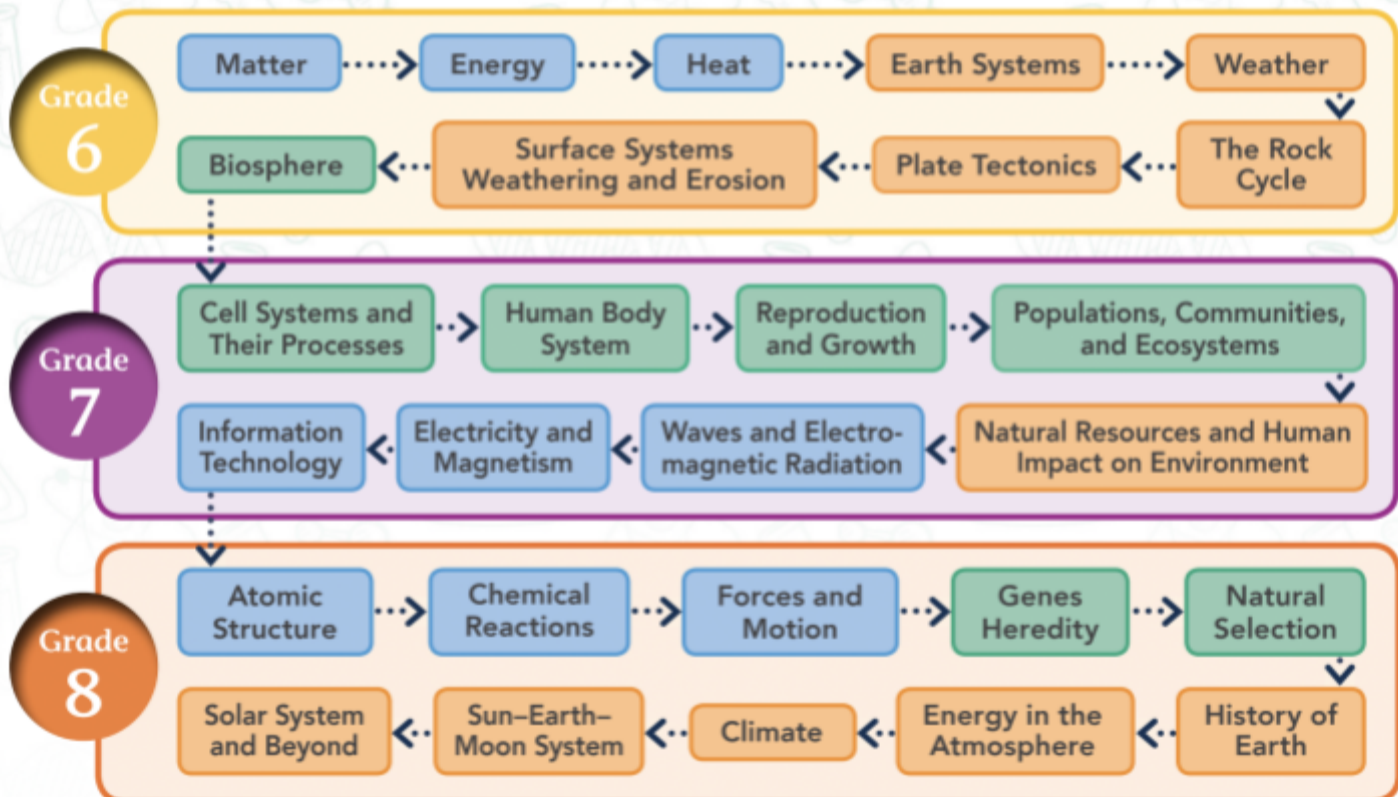 Grade
6
Matter
Energy
Heat
Earth Systems
Weather
The Rock
Cycle
Plate Tectonics
Surface Systems
Weathering and Erosion
Biosphere
Grade
7
Cell Systems and
Their Processes
Human Body
System
Reproduction
and Growth
Populations, Communities,
and Ecosystems
Natural Resources and Human
Impact on Environment
Waves and Electro-
magnetic Radiation
Electricity and
Magnetism
Information
Technology
Grade
8
Atomic
Structure
Chemical
Reactions
Forces and
Motion
Genes
Heredity
Natural
Selection
History of
Earth
Energy in the
Atmosphere
Climate
Sun–Earth–
Moon System
Solar System
and Beyond